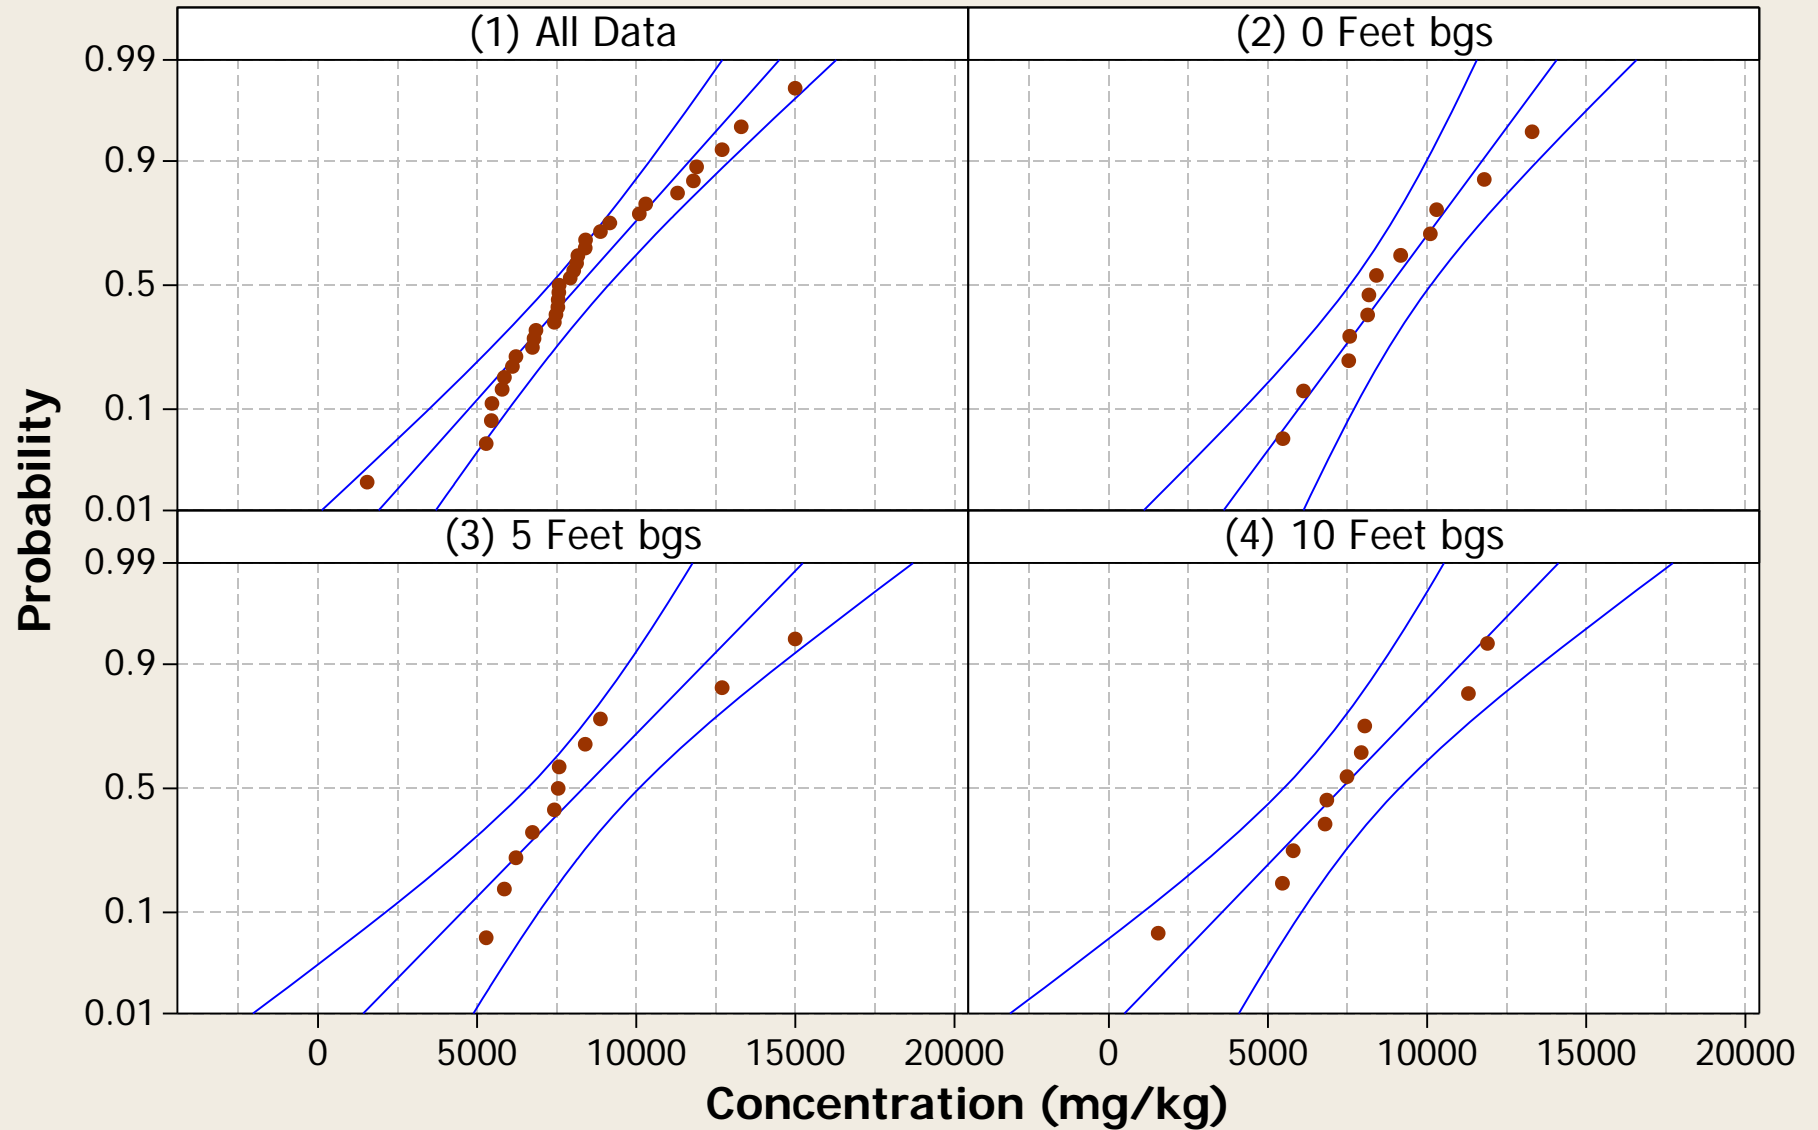 (1) All Data
(2) 0 Feet bgs
0.99
0.9
0.5
0.1
0.01
(3) 5 Feet bgs
(4) 10 Feet bgs
0.99
0.9
0.5
0.1
0.01
Probability
0 5000 10000 15000 20000
0 5000 10000 15000 20000
Concentration (mg/kg)